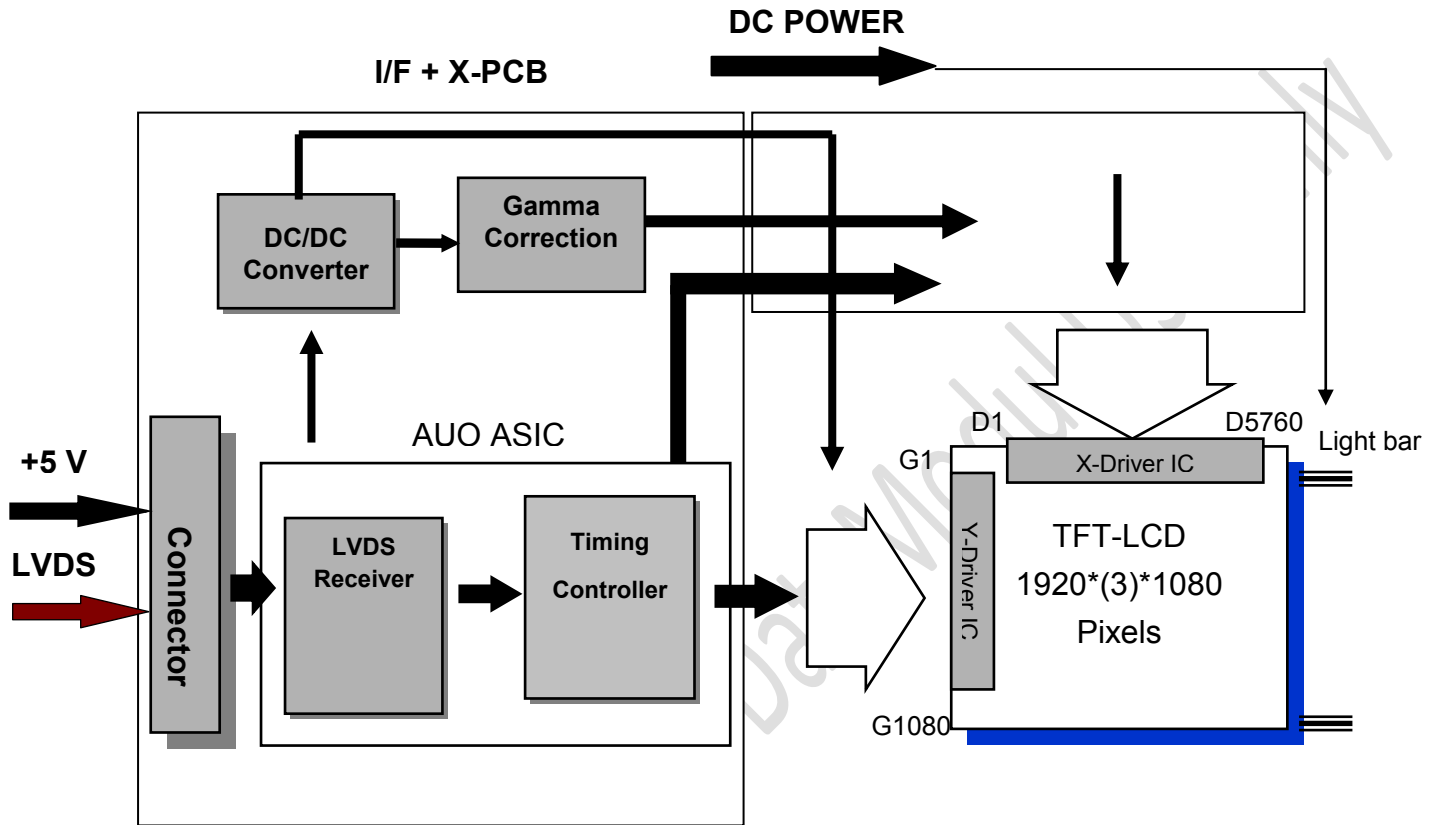 DC POWER
I/F + X-PCB
Gamma
Correction
DC/DC
Converter
AUO ASIC
D1
D5760
Light bar
+5 V
G1
X-Driver IC
Connector
LVDS
Receiver
Timing
Controller
Y-Driver IC
TFT-LCD
1920*(3)*1080
Pixels
LVDS
G1080